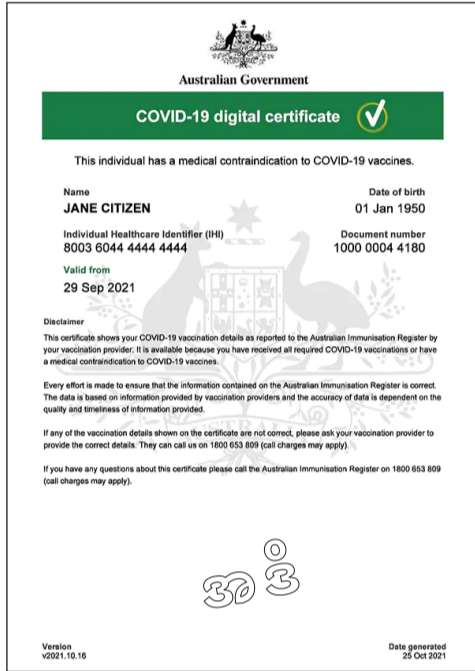 Australian Government
COVID-19 digital certificate
This individual has a medical contraindication to COVID-19 vaccines.
Name
JANE CITIZEN
Date of birth
01 Jan 1950
Individual Healthcare Identifier (IHI)
8003 6044 4444 4444
Document number
1000 0004 4180
Valid from
29 Sep 2021
Disclaimer
This certificate shows your COVID-19 vaccination details as reported to the Australian Immunisation Register by
your vaccination provider. It is available because you have received all required COVID-19 vaccinations or have
a medical contraindication to COVID-19 vaccines.
Every effort is made to ensure that the information contained on the Australian Immunisation Register is correct.
The data is based on information provided by vaccination providers and the accuracy of data is dependent on the
quality and timeliness of information provided.
If any of the vaccination details shown on the certificate are not correct, please ask your vaccination provider to
provide the correct details. They can call us on 1800 653 809 (call charges may apply).
If you have any questions about this certificate please call the Australian Immunisation Register on 1800 653 809
(call charges may apply).
Version
v2021.10.16
Date generated
25 Oct 2021